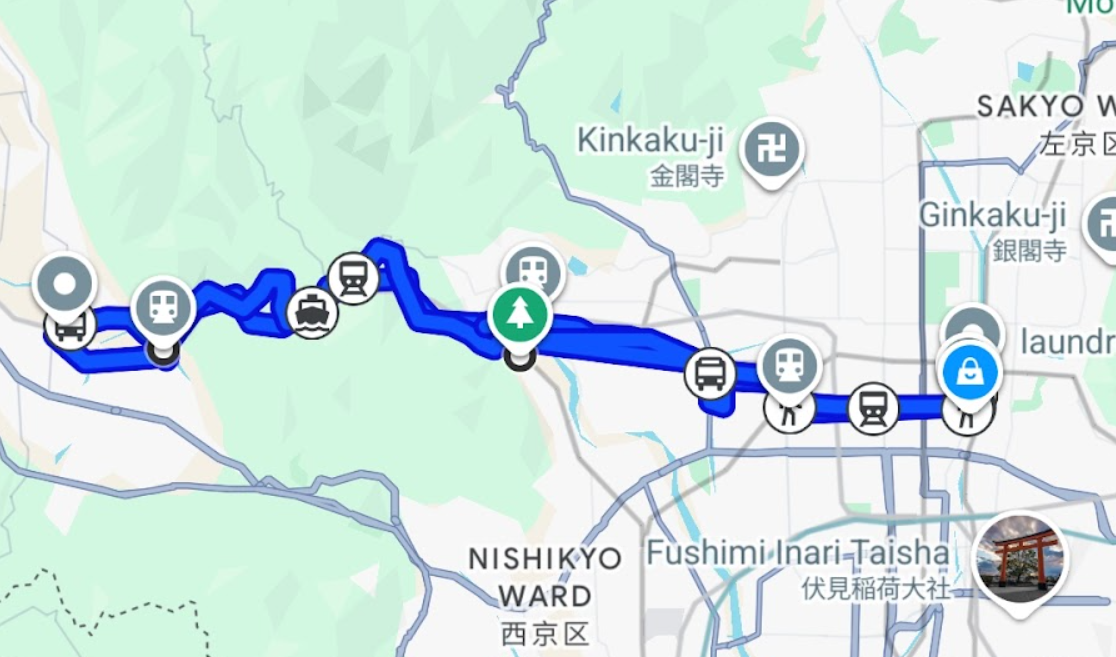 Mo
SAKYO W
左京区
Kinkaku-ji
金閣寺
Ginkaku-ji
銀閣寺
laundr
NISHIKYO
WARD
西京区
Fushimi Inari Taisha
伏見稲荷大社